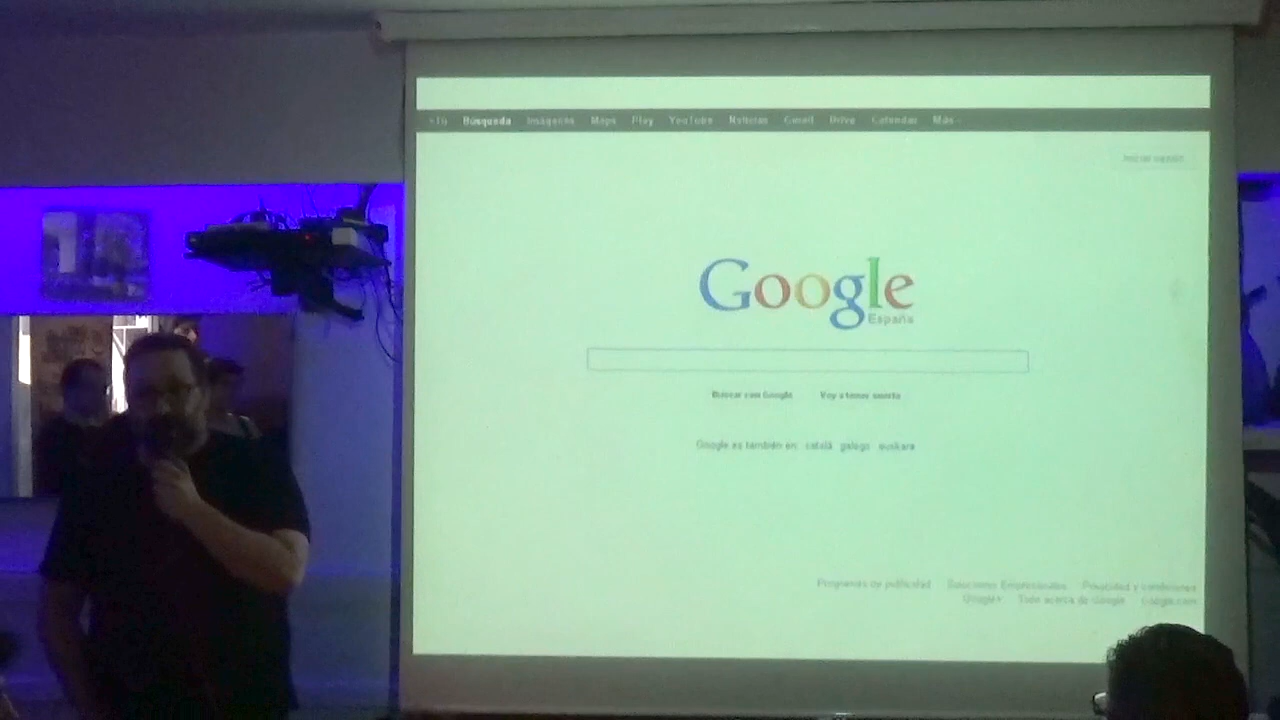 +Tú Búsqueda Imágenes Maps Play YouTube Noticias Gmail Drive Calendar Más
Iniciar sesión
Google
España
Buscar con Google Voy a tener suerte
Google es también en: català galego euskara
Programas de publicidad Soluciones Empresariales Privacidad y condiciones
Google+ Todo acerca de Google Google.com